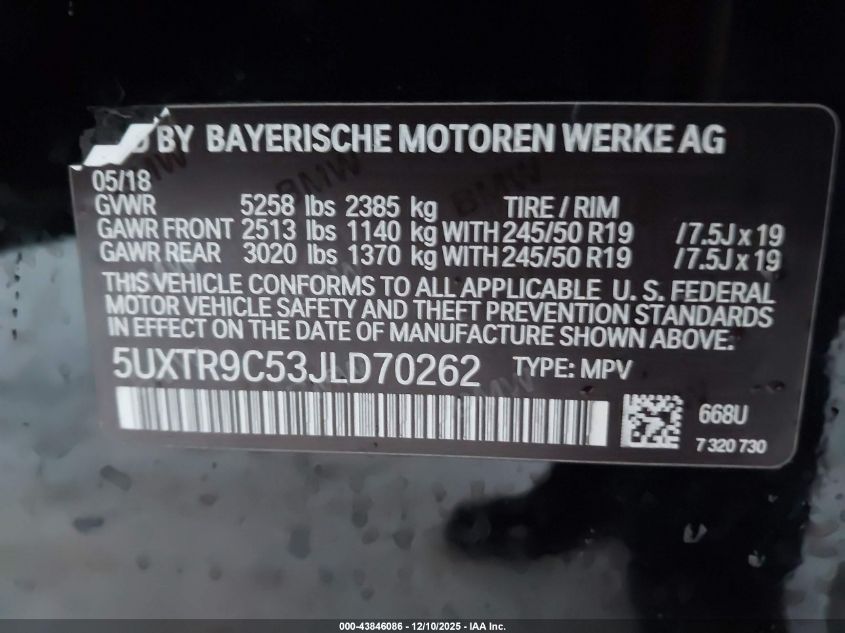 BY BAYERISCHE MOTOREN WERKE AG
05/18
GVWR 5258 lbs 2385 kg TIRE / RIM
GAWR FRONT 2513 lbs 1140 kg WITH 245/50 R19 /7.5J x 19
GAWR REAR 3020 lbs 1370 kg WITH 245/50 R19 /7.5J x 19
THIS VEHICLE CONFORMS TO ALL APPLICABLE U. S. FEDERAL
MOTOR VEHICLE SAFETY AND THEFT PREVENTION STANDARDS
IN EFFECT ON THE DATE OF MANUFACTURE SHOWN ABOVE.
5UXTR9C53JLD70262 TYPE: MPV
668U
7 320 730
000-43846086 - 12/10/2025 - IAA Inc.